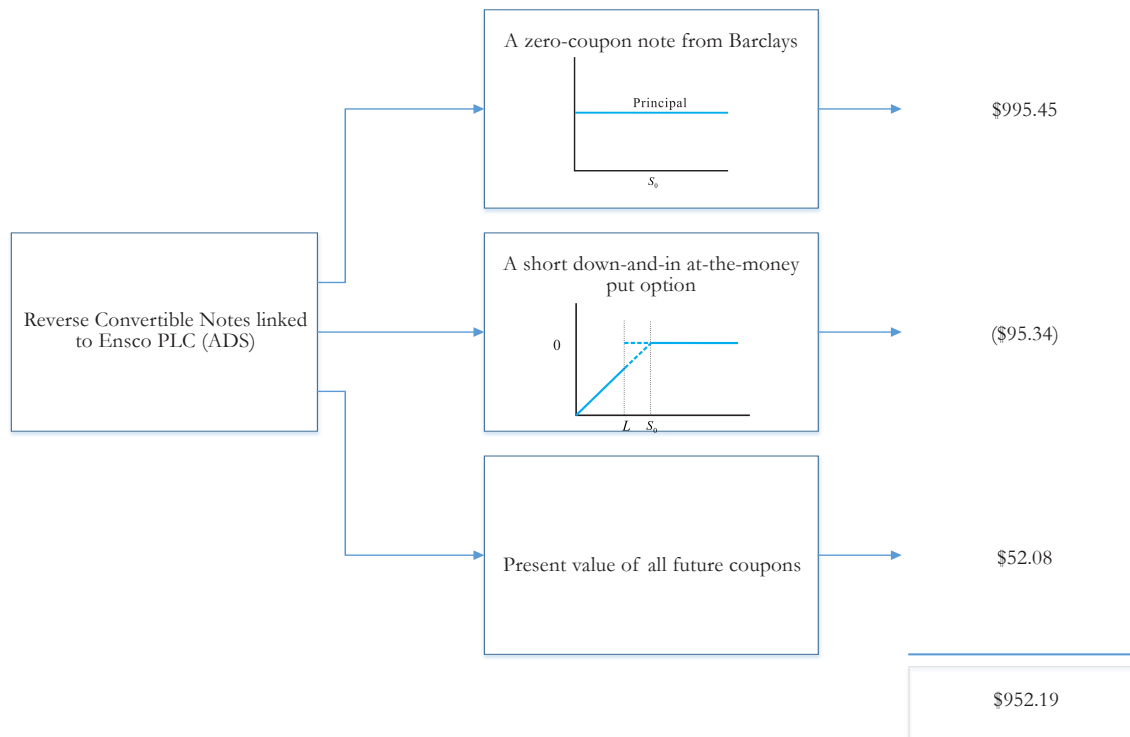 A zero-coupon note from Barclays
Principal
S₀
$995.45
Reverse Convertible Notes linked
to Ensco PLC (ADS)
A short down-and-in at-the-money
put option
0
L S₀
($95.34)
Present value of all future coupons
$52.08
$952.19